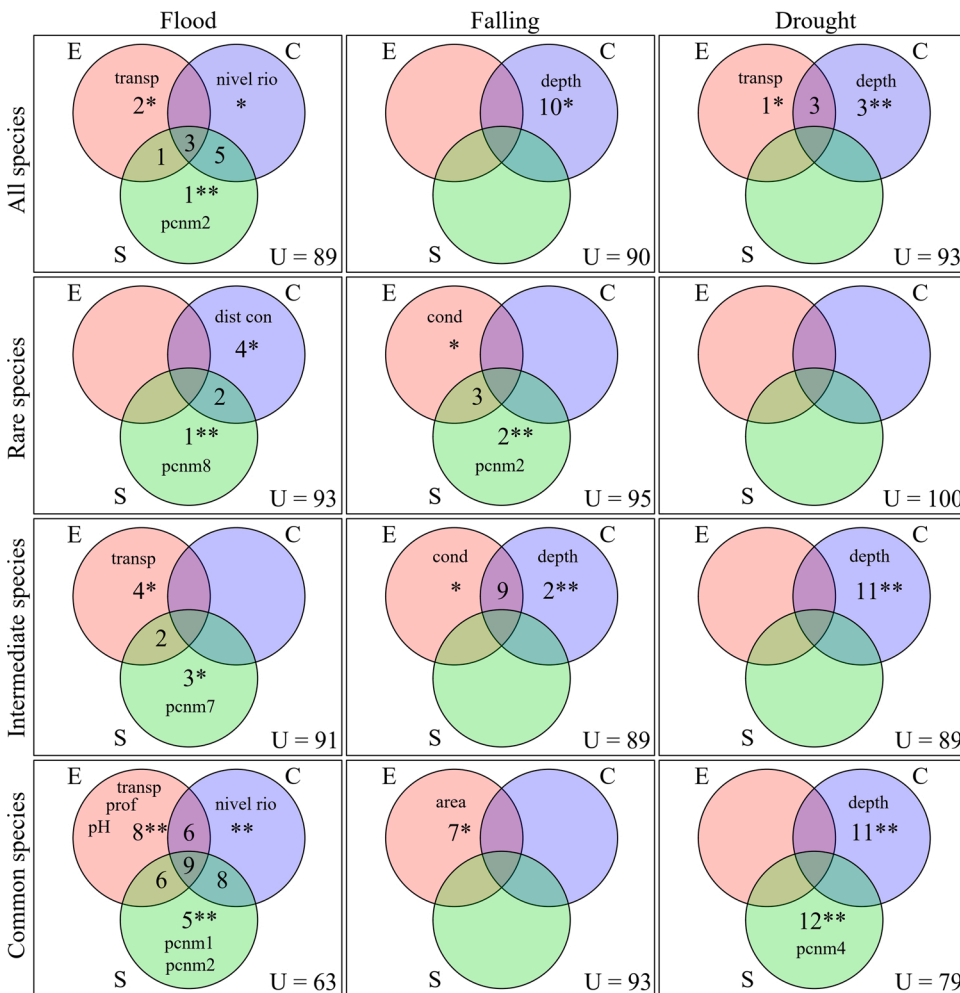 Flood Falling Drought
All species
E C
transp nivel rio
2* *
3
1 5
1**
pcnm2
S U = 89
E C
depth
10*
S U = 90
E C
transp depth
1* 3 3**
S U = 93
Rare species
E C
dist con
4*
2
1**
pcnm8
S U = 93
E C
cond
*
3
2**
pcnm2
S U = 95
E C
S U = 100
Intermediate species
E C
transp
4*
2
3*
pcnm7
S U = 91
E C
cond depth
* 9 2**
S U = 89
E C
depth
11**
S U = 89
Common species
E C
transp
prof nivel rio
pH 8** 6 **
9
6 8
5**
pcnm1
pcnm2
S U = 63
E C
area
7*
S U = 93
E C
depth
11**
12**
pcnm4
S U = 79